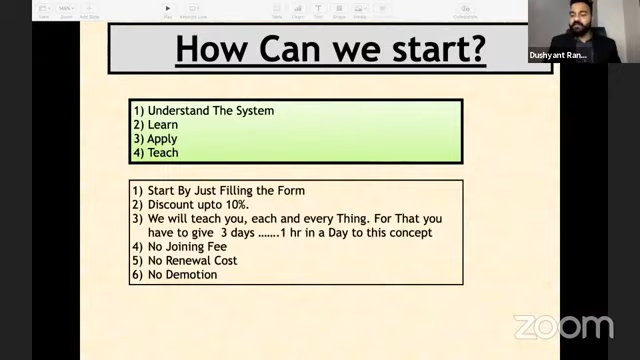 How Can we start?
Dushyant Ran...
1) Understand The System
2) Learn
3) Apply
4) Teach
1) Start By Just Filling the Form
2) Discount upto 10%.
3) We will teach you, each and every Thing. For That you
have to give 3 days .......1 hr in a Day to this concept
4) No Joining Fee
5) No Renewal Cost
6) No Demotion
zoom